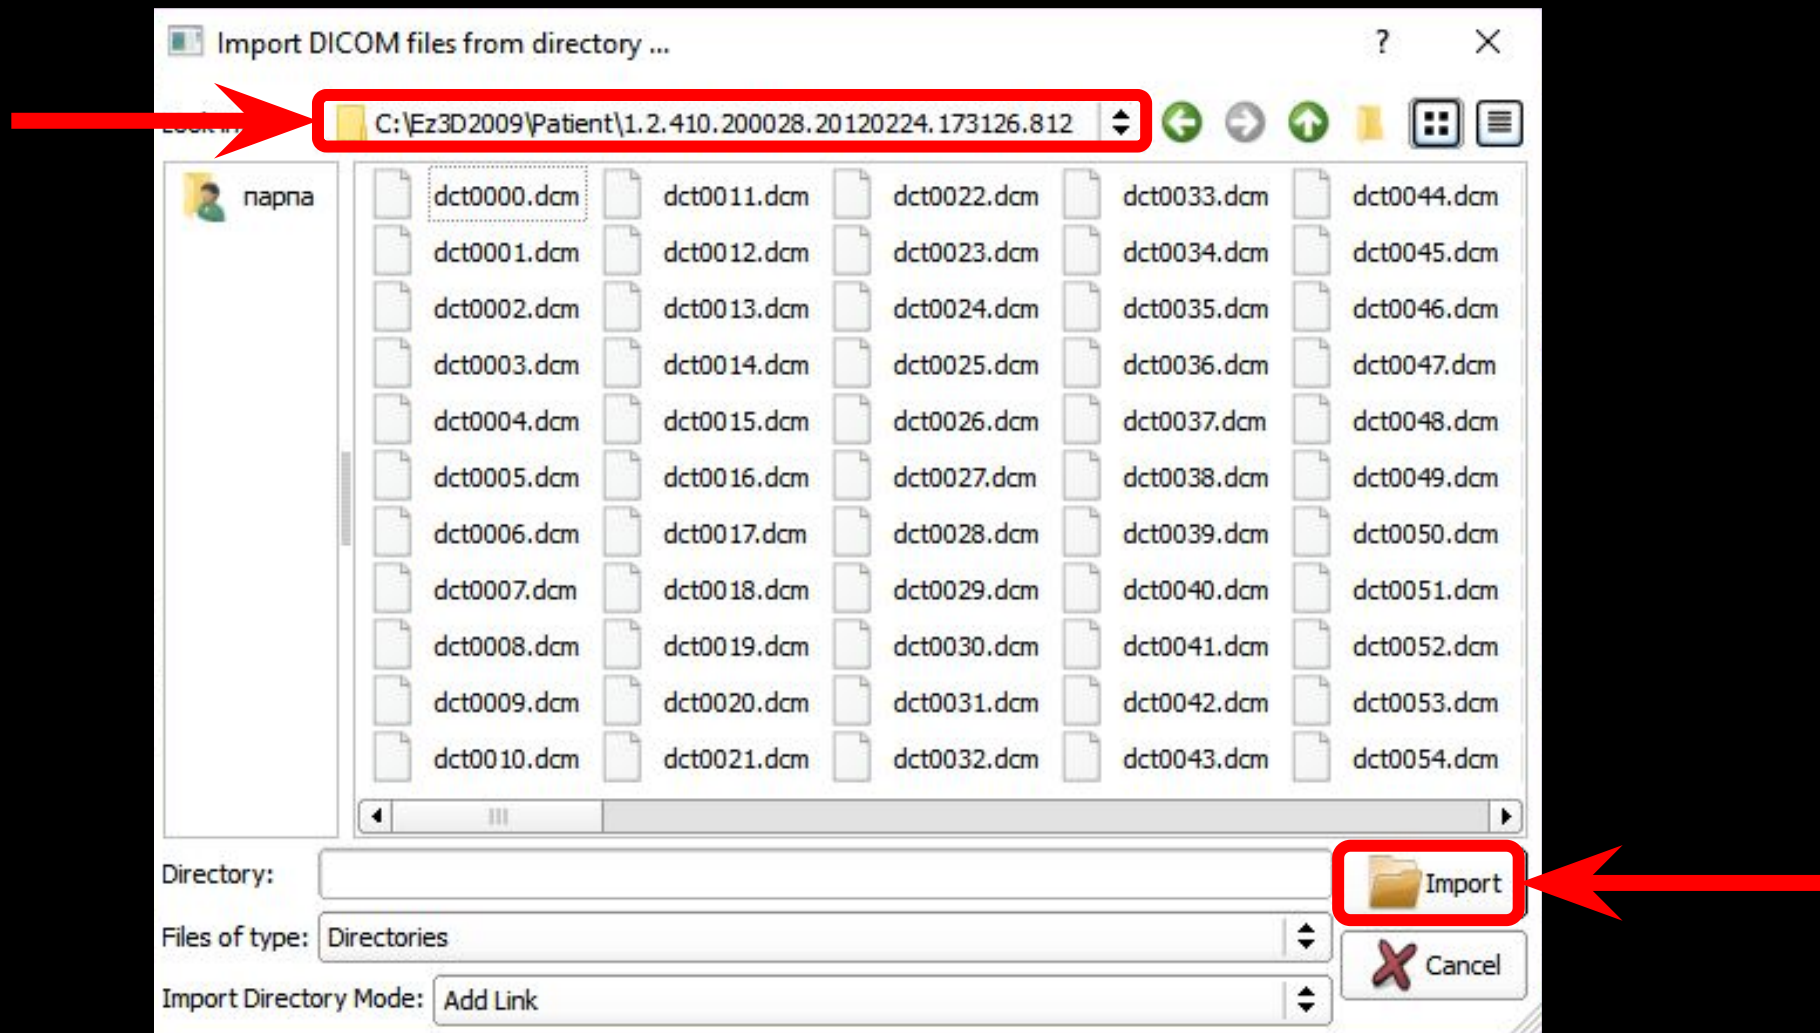 Import DICOM files from directory ...
?
C:\Ez3D2009\Patient\1.2.410.200028.20120224.173126.812
napna
dct0000.dcm dct0011.dcm dct0022.dcm dct0033.dcm dct0044.dcm
dct0001.dcm dct0012.dcm dct0023.dcm dct0034.dcm dct0045.dcm
dct0002.dcm dct0013.dcm dct0024.dcm dct0035.dcm dct0046.dcm
dct0003.dcm dct0014.dcm dct0025.dcm dct0036.dcm dct0047.dcm
dct0004.dcm dct0015.dcm dct0026.dcm dct0037.dcm dct0048.dcm
dct0005.dcm dct0016.dcm dct0027.dcm dct0038.dcm dct0049.dcm
dct0006.dcm dct0017.dcm dct0028.dcm dct0039.dcm dct0050.dcm
dct0007.dcm dct0018.dcm dct0029.dcm dct0040.dcm dct0051.dcm
dct0008.dcm dct0019.dcm dct0030.dcm dct0041.dcm dct0052.dcm
dct0009.dcm dct0020.dcm dct0031.dcm dct0042.dcm dct0053.dcm
dct0010.dcm dct0021.dcm dct0032.dcm dct0043.dcm dct0054.dcm
Directory:
Import
Files of type: Directories
Cancel
Import Directory Mode: Add Link